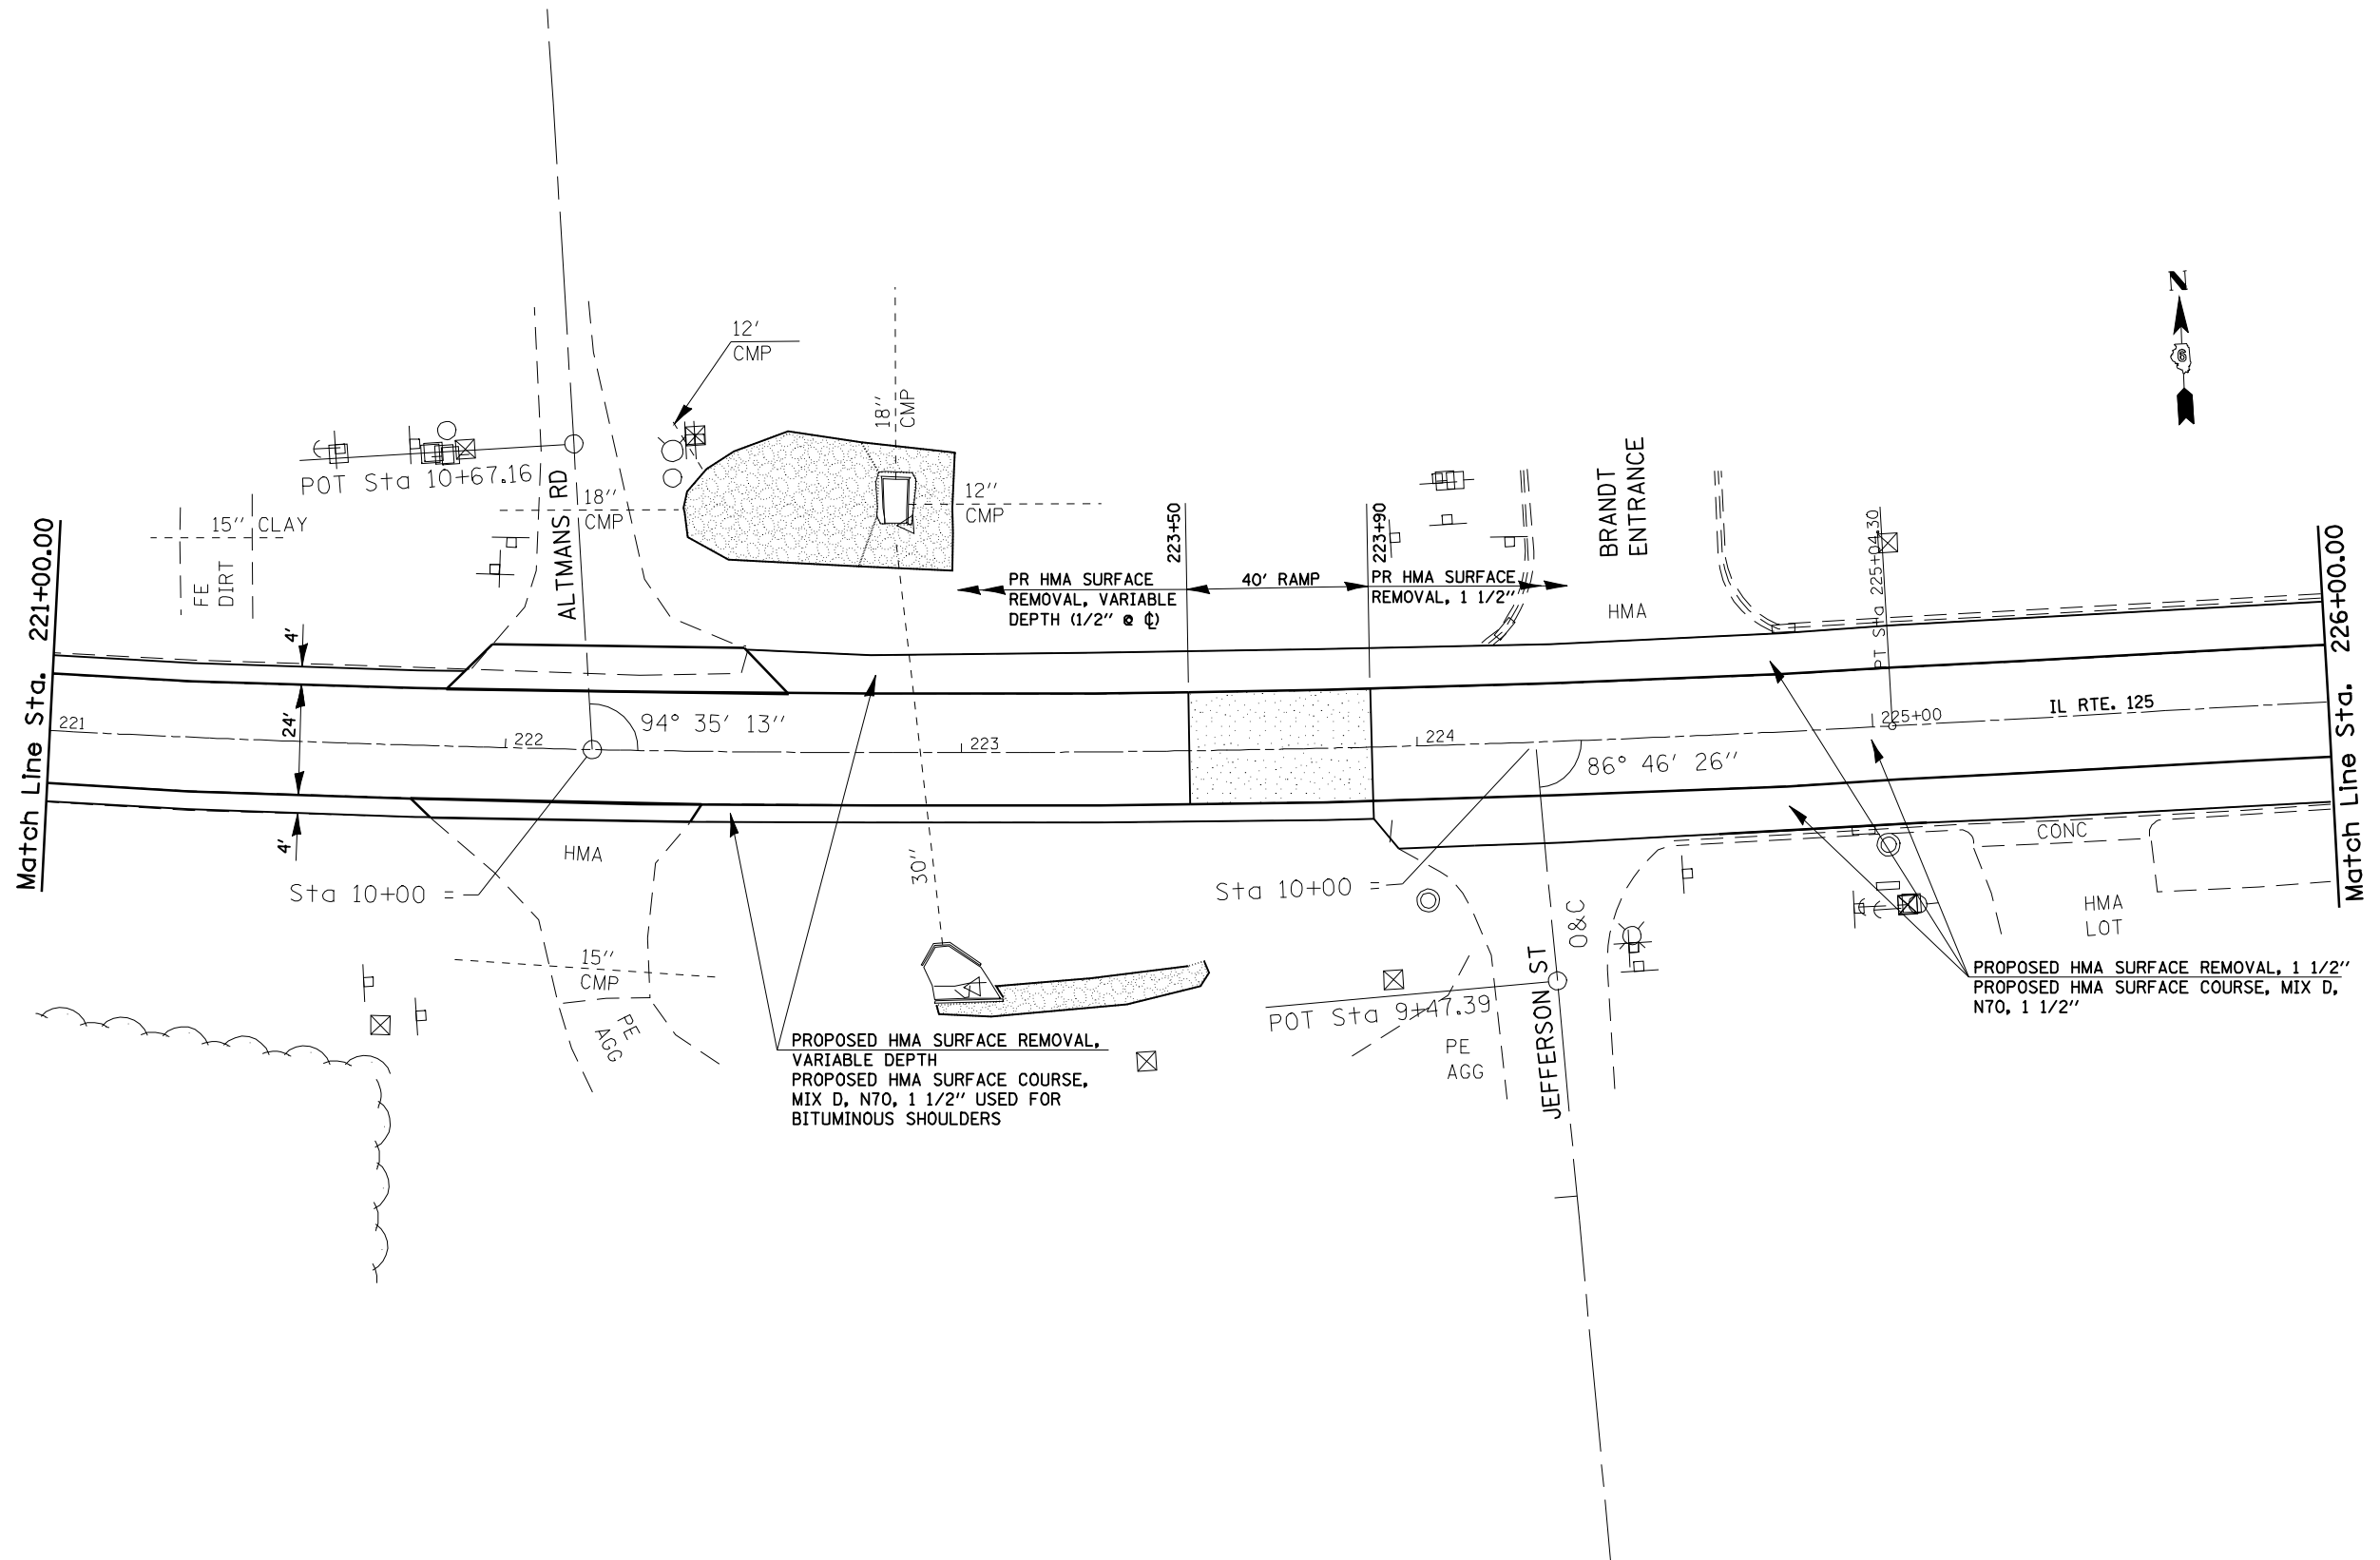 12'
CMP
N
6
18"
CMP
POT Sta 10+67.16
ALTMANS RD
18"
CMP
12"
CMP
15" CLAY
FE
DIRT
BRANDT
ENTRANCE
HMA
223+50
223+90
PT Sta 225+04.30
PR HMA SURFACE
REMOVAL, VARIABLE
DEPTH (1/2" @ ℄)
40' RAMP
PR HMA SURFACE
REMOVAL, 1 1/2"
Match Line Sta. 221+00.00
Match Line Sta. 226+00.00
4'
24'
4'
221
222
223
224
225+00
IL RTE. 125
94° 35' 13"
86° 46' 26"
HMA
Sta 10+00 =
30"
Sta 10+00 =
O&C
CONC
HMA
LOT
15"
CMP
PE
AGG
POT Sta 9+47.39
PE
AGG
JEFFERSON ST
PROPOSED HMA SURFACE REMOVAL, 1 1/2"
PROPOSED HMA SURFACE COURSE, MIX D,
N70, 1 1/2"
PROPOSED HMA SURFACE REMOVAL,
VARIABLE DEPTH
PROPOSED HMA SURFACE COURSE,
MIX D, N70, 1 1/2" USED FOR
BITUMINOUS SHOULDERS